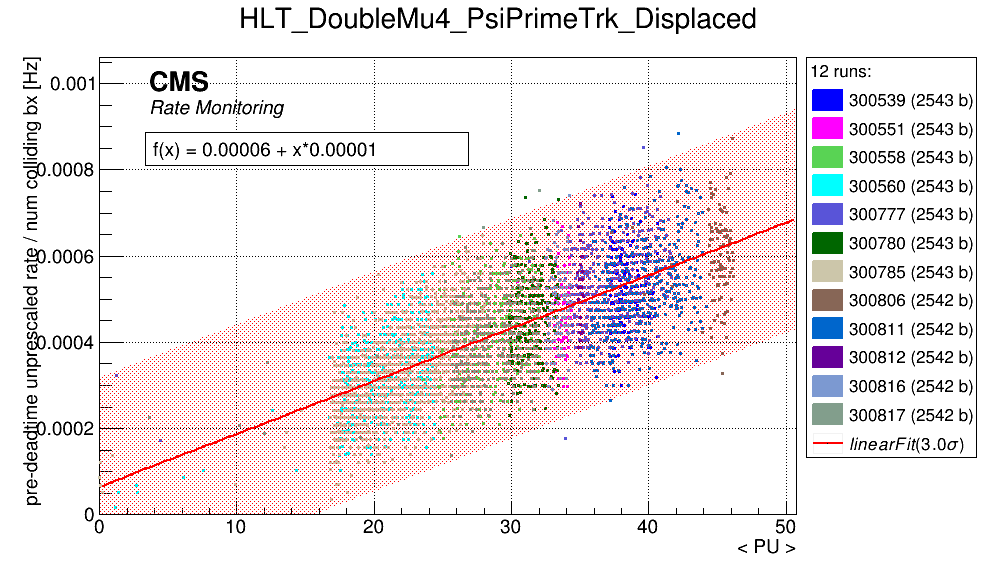 HLT_DoubleMu4_PsiPrimeTrk_Displaced
pre-deadtime unprescaled rate / num colliding bx [Hz]
0.001
0.0008
0.0006
0.0004
0.0002
0
CMS
Rate Monitoring
f(x) = 0.00006 + x*0.00001
0 10 20 30 40 50
< PU >
12 runs:
300539 (2543 b)
300551 (2543 b)
300558 (2543 b)
300560 (2543 b)
300777 (2543 b)
300780 (2543 b)
300785 (2543 b)
300806 (2542 b)
300811 (2542 b)
300812 (2542 b)
300816 (2542 b)
300817 (2542 b)
linearFit(3.0σ)